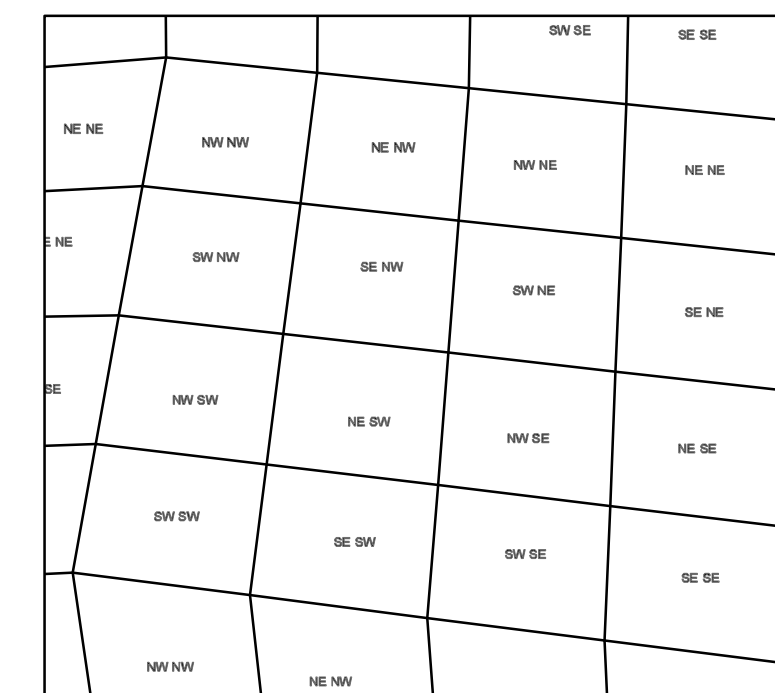 SW SE
SE SE
NE NE
NW NW
NE NW
NW NE
NE NE
E NE
SW NW
SE NW
SW NE
SE NE
SE
NW SW
NE SW
NW SE
NE SE
SW SW
SE SW
SW SE
SE SE
NW NW
NE NW